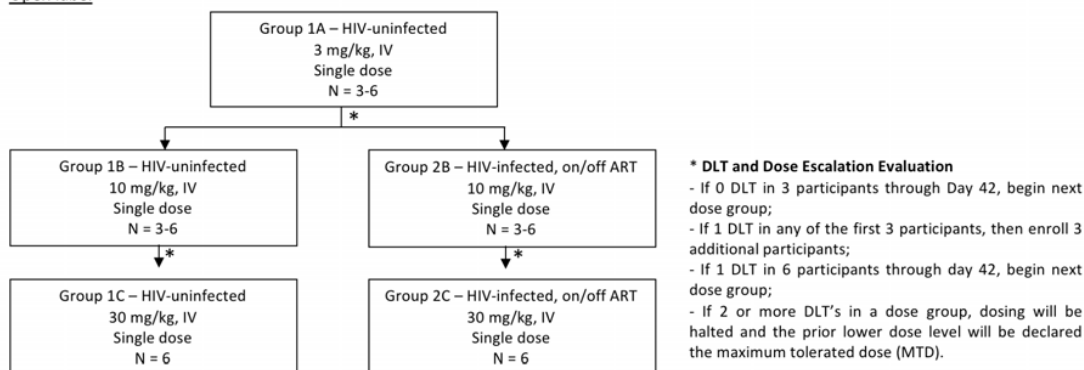 Group 1A – HIV-uninfected
3 mg/kg, IV
Single dose
N = 3-6
*
Group 1B – HIV-uninfected
10 mg/kg, IV
Single dose
N = 3-6
*
Group 2B – HIV-infected, on/off ART
10 mg/kg, IV
Single dose
N = 3-6
*
Group 1C – HIV-uninfected
30 mg/kg, IV
Single dose
N = 6
Group 2C – HIV-infected, on/off ART
30 mg/kg, IV
Single dose
N = 6
* DLT and Dose Escalation Evaluation
- If 0 DLT in 3 participants through Day 42, begin next
dose group;
- If 1 DLT in any of the first 3 participants, then enroll 3
additional participants;
- If 1 DLT in 6 participants through day 42, begin next
dose group;
- If 2 or more DLT’s in a dose group, dosing will be
halted and the prior lower dose level will be declared
the maximum tolerated dose (MTD).